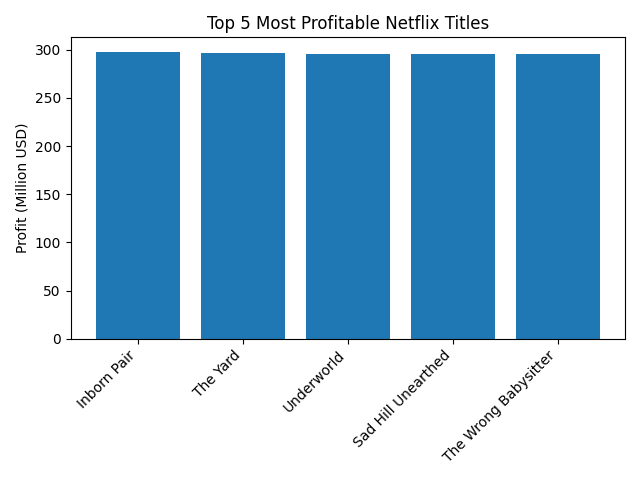 Top 5 Most Profitable Netflix Titles
Profit (Million USD)
300
250
200
150
100
50
0
Inborn Pair
The Yard
Underworld
Sad Hill Unearthed
The Wrong Babysitter